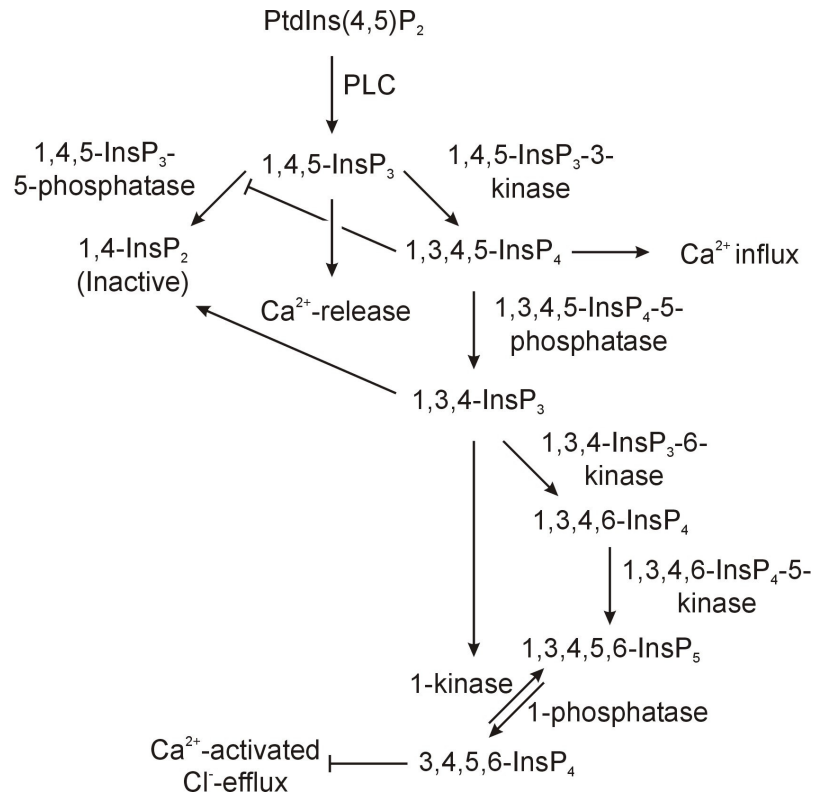 PtdIns(4,5)P₂
PLC
1,4,5-InsP₃-
5-phosphatase
1,4,5-InsP₃
1,4,5-InsP₃-3-
kinase
1,4-InsP₂
(Inactive)
1,3,4,5-InsP₄
Ca²⁺ influx
Ca²⁺-release
1,3,4,5-InsP₄-5-
phosphatase
1,3,4-InsP₃
1,3,4-InsP₃-6-
kinase
1,3,4,6-InsP₄
1,3,4,6-InsP₄-5-
kinase
1,3,4,5,6-InsP₅
1-kinase
1-phosphatase
Ca²⁺-activated
Cl⁻-efflux
3,4,5,6-InsP₄